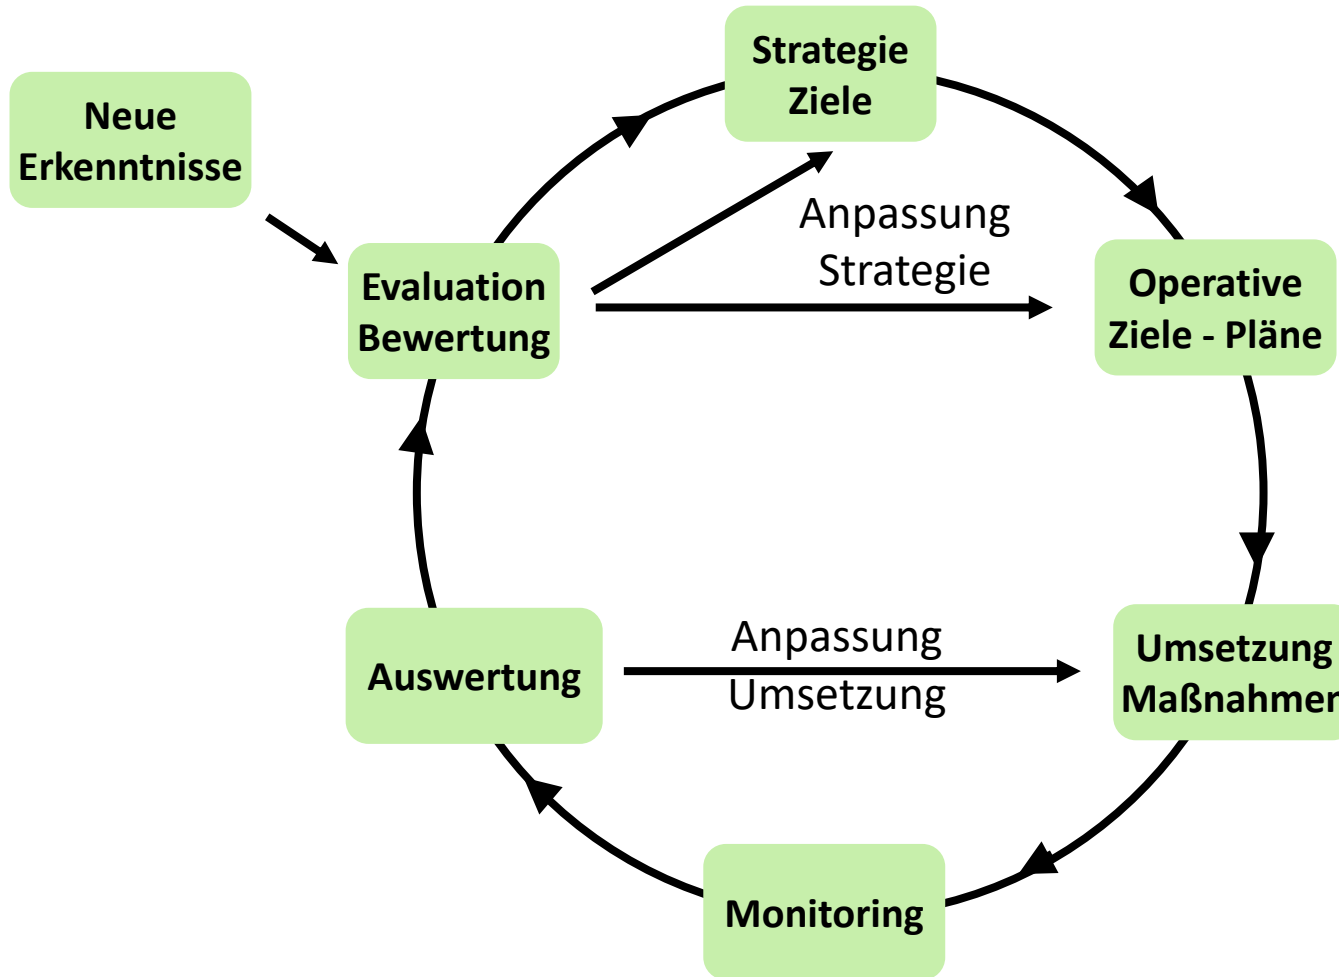 Strategie
Ziele
Neue
Erkenntnisse
Anpassung
Strategie
Evaluation
Bewertung
Operative
Ziele - Pläne
Auswertung
Anpassung
Umsetzung
Umsetzung
Maßnahmen
Monitoring